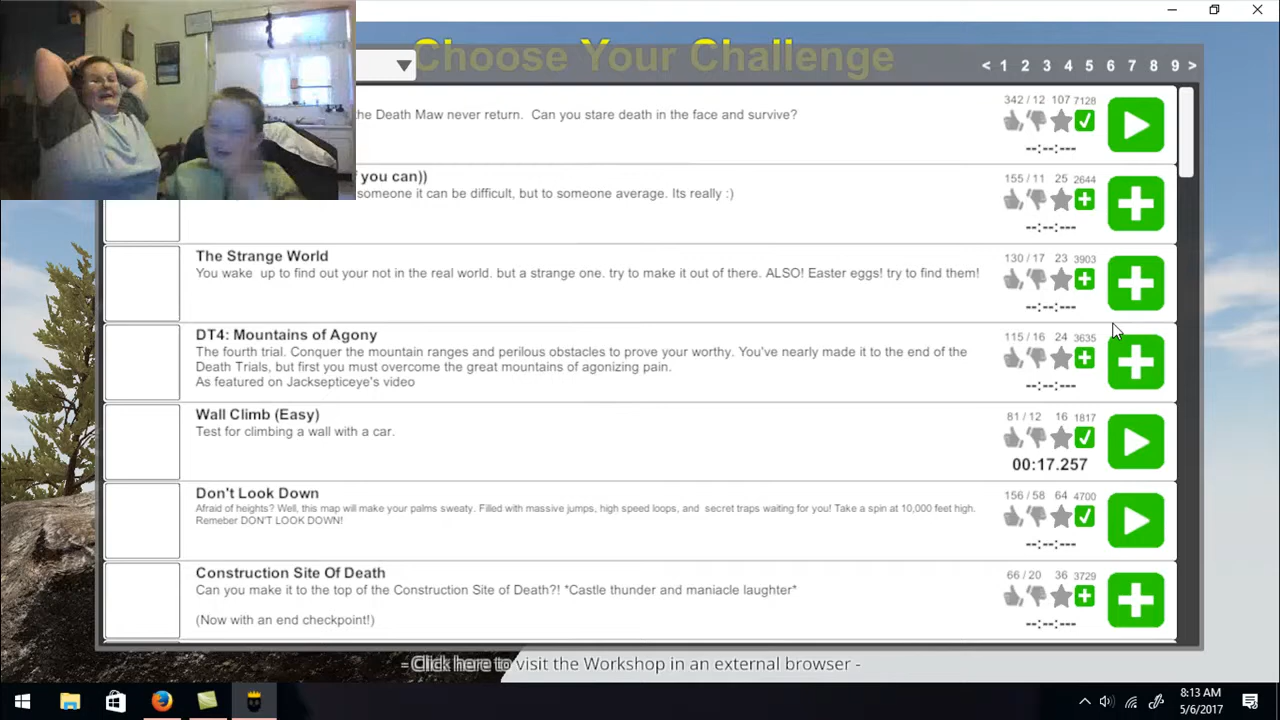 Choose Your Challenge
< 1 2 3 4 5 6 7 8 9 >
the Death Maw never return. Can you stare death in the face and survive?
342 / 12 107 7128
--:--:---
you can))
someone it can be difficult, but to someone average. Its really :)
155 / 11 25 2644
--:--:---
The Strange World
You wake up to find out your not in the real world. but a strange one. try to make it out of there. ALSO! Easter eggs! try to find them!
130 / 17 23 3903
--:--:---
DT4: Mountains of Agony
The fourth trial. Conquer the mountain ranges and perilous obstacles to prove your worthy. You've nearly made it to the end of the
Death Trials, but first you must overcome the great mountains of agonizing pain.
As featured on Jacksepticeye's video
115 / 16 24 3635
--:--:---
Wall Climb (Easy)
Test for climbing a wall with a car.
81 / 12 16 1817
00:17.257
Don't Look Down
Afraid of heights? Well, this map will make your palms sweaty. Filled with massive jumps, high speed loops, and secret traps waiting for you! Take a spin at 10,000 feet high.
Remeber DON'T LOOK DOWN!
156 / 58 64 4700
--:--:---
Construction Site Of Death
Can you make it to the top of the Construction Site of Death?! *Castle thunder and maniacle laughter*
(Now with an end checkpoint!)
66 / 20 36 3729
--:--:---
- Click here to visit the Workshop in an external browser -
8:13 AM
5/6/2017